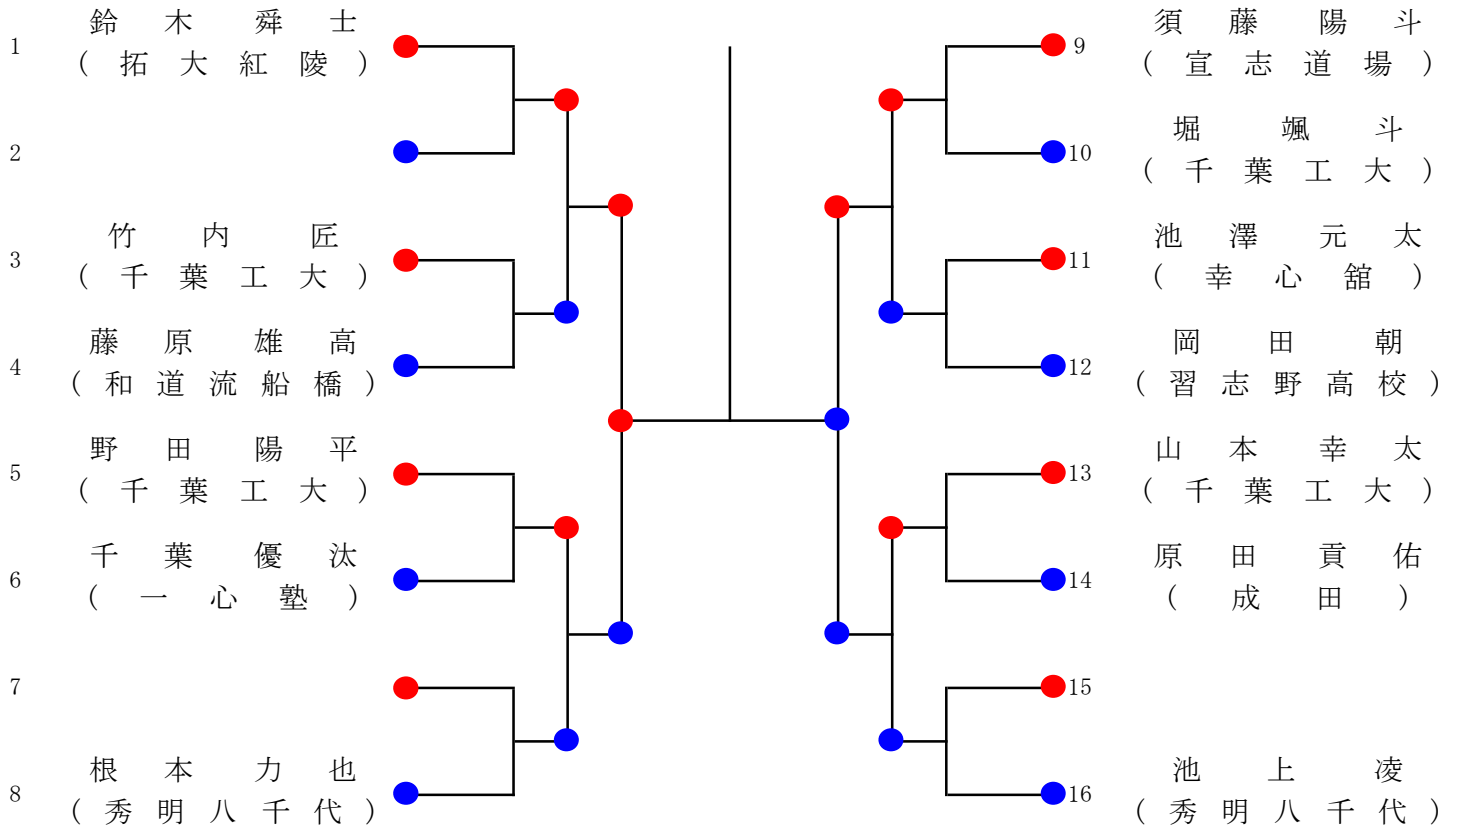 1 鈴木舜士
(拓大紅陵)
2
3 竹内匠
(千葉工大)
4 藤原雄高
(和道流船橋)
5 野田陽平
(千葉工大)
6 千葉優汰
(一心塾)
7
8 根本力也
(秀明八千代)
9 須藤陽斗
(宣志道場)
10 堀颯斗
(千葉工大)
11 池澤元太
(幸心舘)
12 岡田朝
(習志野高校)
13 山本幸太
(千葉工大)
14 原田貢佑
(成田)
15
16 池上凌
(秀明八千代)